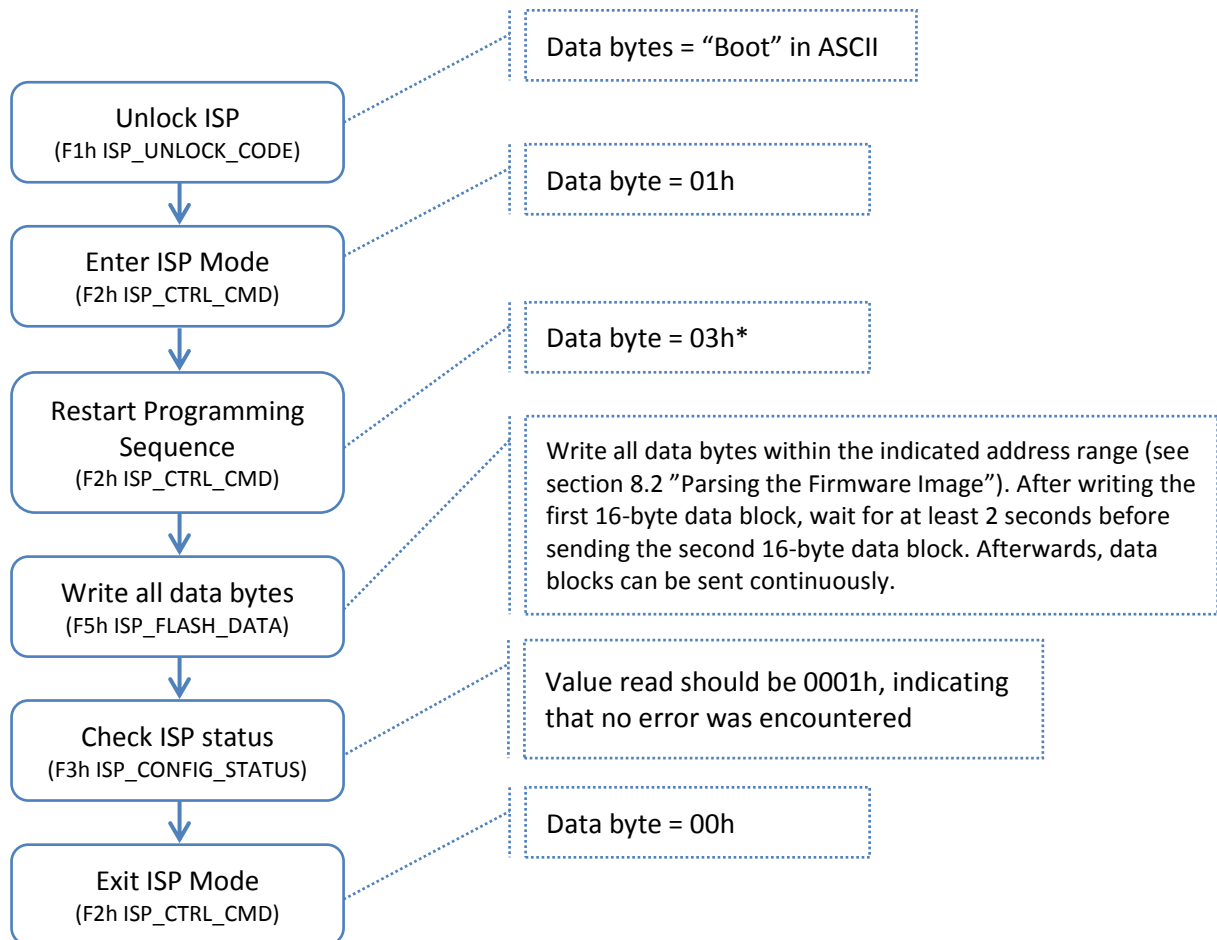 Data bytes = “Boot” in ASCII
Unlock ISP
(F1h ISP_UNLOCK_CODE)
Data byte = 01h
Enter ISP Mode
(F2h ISP_CTRL_CMD)
Data byte = 03h*
Restart Programming
Sequence
(F2h ISP_CTRL_CMD)
Write all data bytes within the indicated address range (see
section 8.2 ”Parsing the Firmware Image”). After writing the
first 16-byte data block, wait for at least 2 seconds before
sending the second 16-byte data block. Afterwards, data
blocks can be sent continuously.
Write all data bytes
(F5h ISP_FLASH_DATA)
Value read should be 0001h, indicating
that no error was encountered
Check ISP status
(F3h ISP_CONFIG_STATUS)
Data byte = 00h
Exit ISP Mode
(F2h ISP_CTRL_CMD)